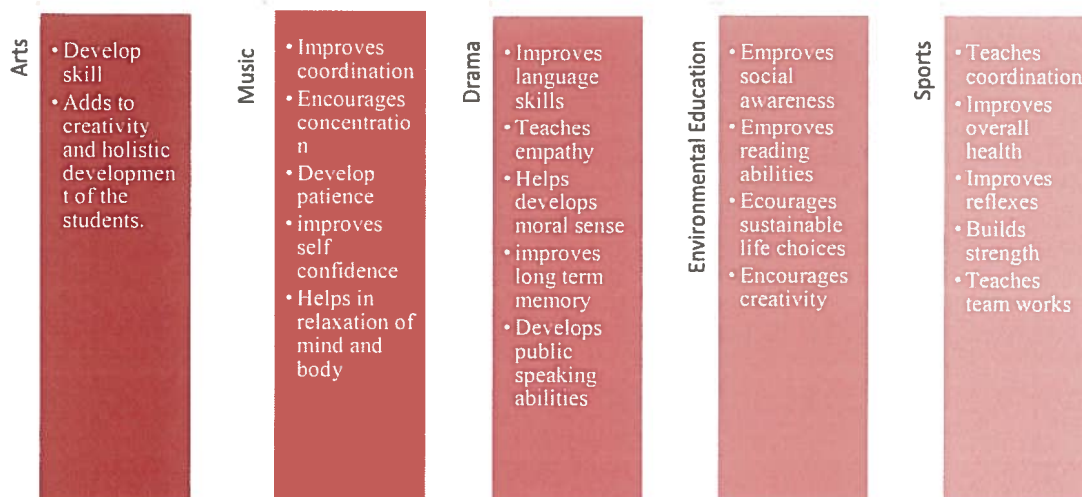 Arts
• Develop
skill
• Adds to
creativity
and holistic
developmen
t of the
students.
Music
• Improves
coordination
• Encourages
concentratio
n
• Develop
patience
• improves
self
confidence
• Helps in
relaxation of
mind and
body
Drama
• Improves
language
skills
• Teaches
empathy
• Helps
develops
moral sense
• improves
long term
memory
• Develops
public
speaking
abilities
Environmental Education
• Emproves
social
awareness
• Emproves
reading
abilities
• Ecourages
sustainable
life choices
• Encourages
creativity
Sports
• Teaches
coordination
• Improves
overall
health
• Improves
reflexes
• Builds
strength
• Teaches
team works